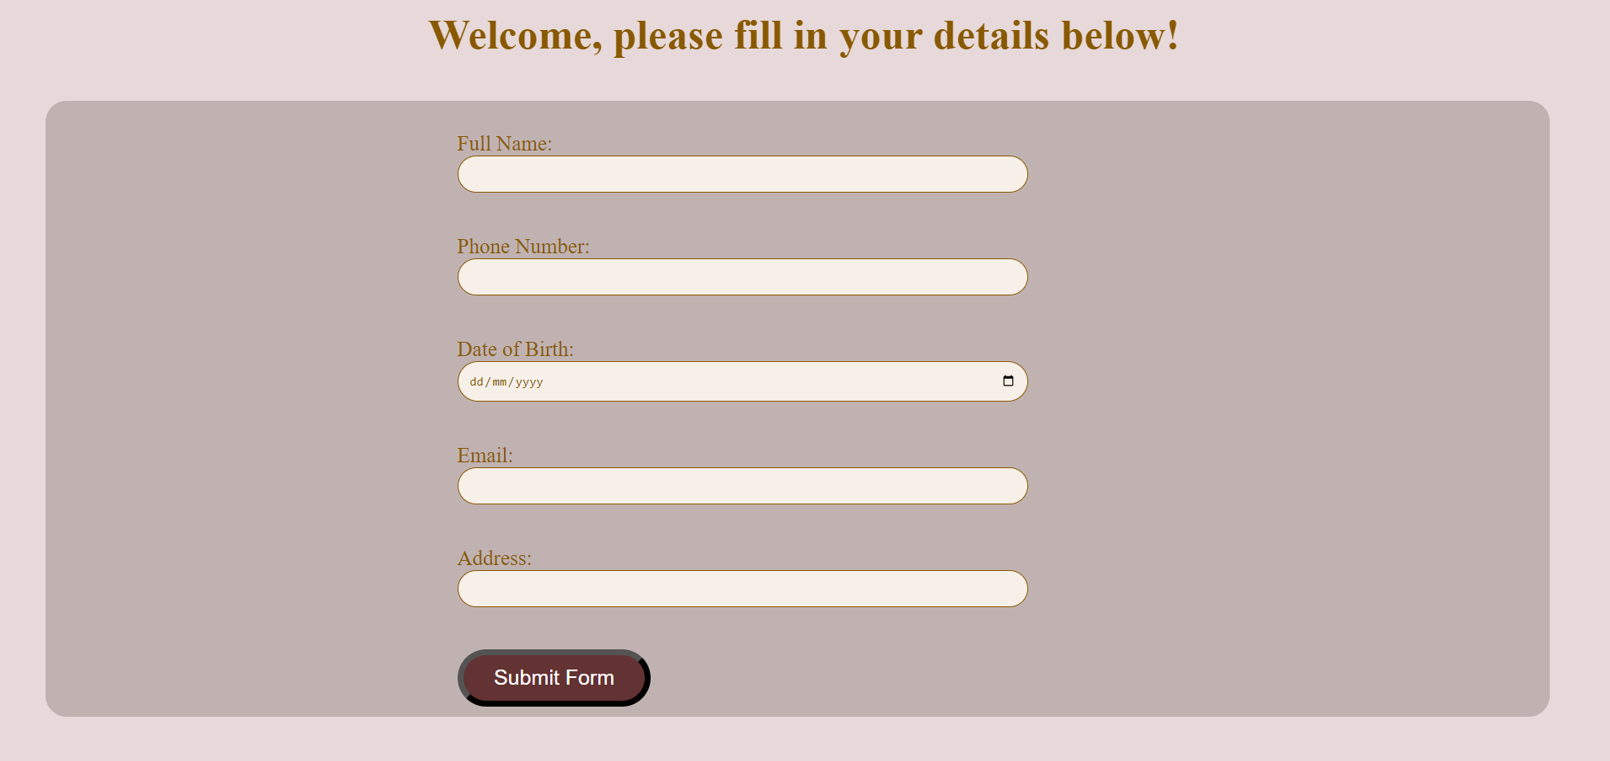 Welcome, please fill in your details below!
Full Name:
Phone Number:
Date of Birth:
dd/mm/yyyy
Email:
Address:
Submit Form